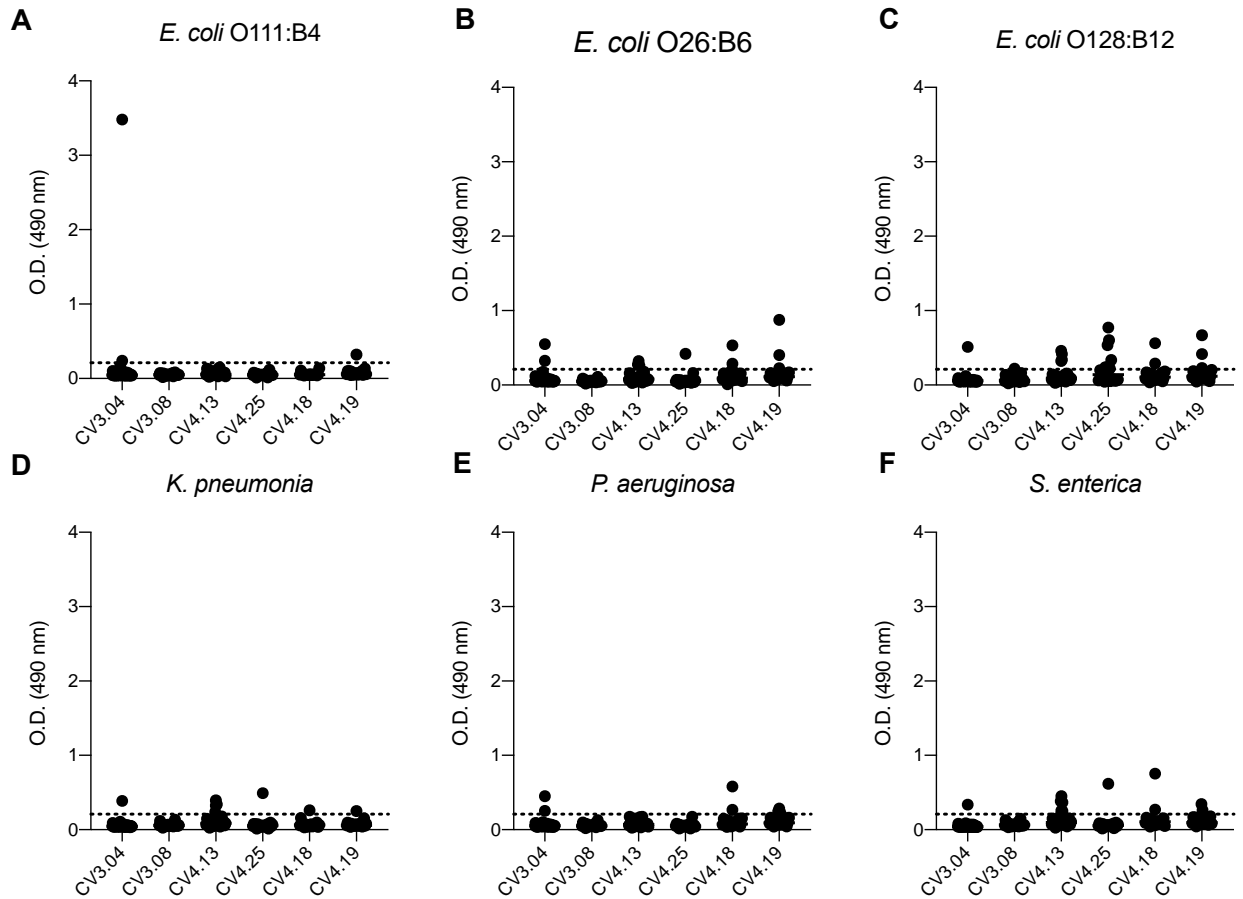 A
E. coli O111:B4
O.D. (490 nm)
4
3
2
1
0
CV3.04
CV3.08
CV4.13
CV4.25
CV4.18
CV4.19
B
E. coli O26:B6
O.D. (490 nm)
4
3
2
1
0
CV3.04
CV3.08
CV4.13
CV4.25
CV4.18
CV4.19
C
E. coli O128:B12
O.D. (490 nm)
4
3
2
1
0
CV3.04
CV3.08
CV4.13
CV4.25
CV4.18
CV4.19
D
K. pneumonia
O.D. (490 nm)
4
3
2
1
0
CV3.04
CV3.08
CV4.13
CV4.25
CV4.18
CV4.19
E
P. aeruginosa
O.D. (490 nm)
4
3
2
1
0
CV3.04
CV3.08
CV4.13
CV4.25
CV4.18
CV4.19
F
S. enterica
O.D. (490 nm)
4
3
2
1
0
CV3.04
CV3.08
CV4.13
CV4.25
CV4.18
CV4.19